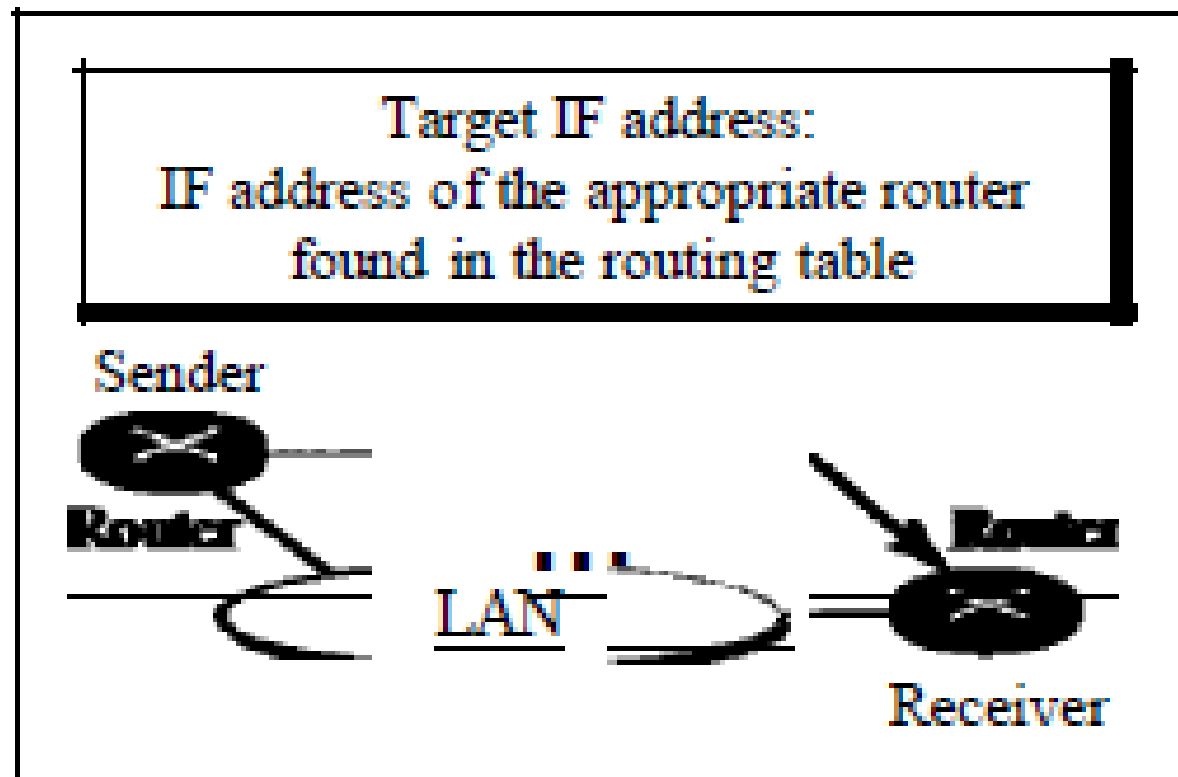 Target IF address:
IF address of the appropriate router
found in the routing table
Sender
Router
Router
...
LAN
Receiver